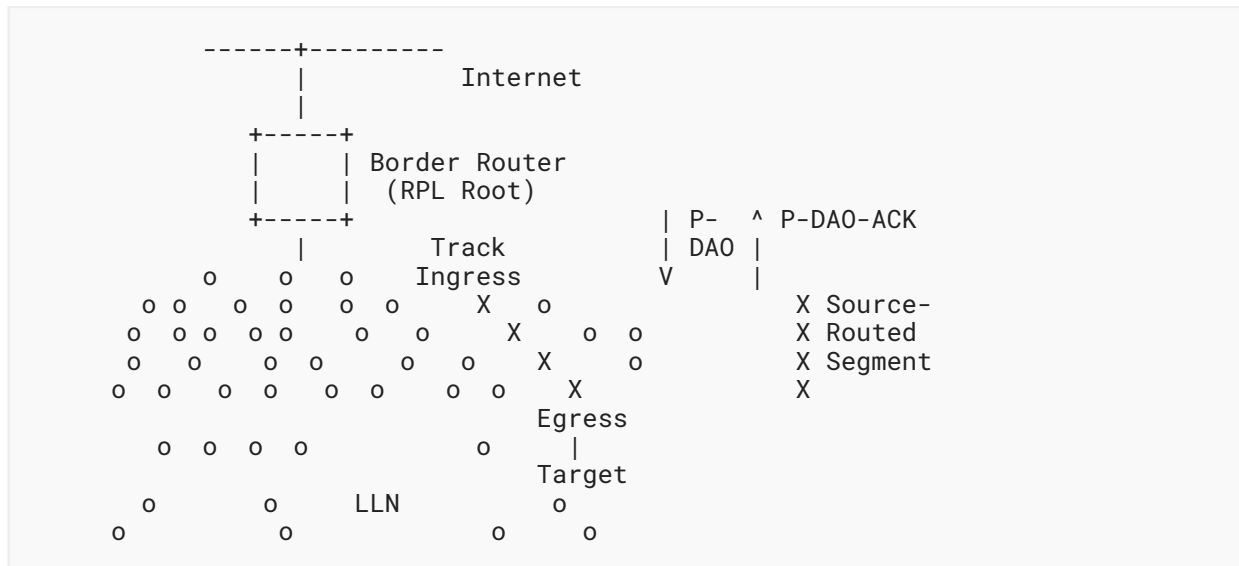 ------+---------
|          Internet
|
+-----+
|     | Border Router
|     |  (RPL Root)
+-----+                    | P-  ^ P-DAO-ACK
|        Track          | DAO |
o    o   o    Ingress         V     |
o o   o  o   o  o     X   o                X Source-
o  o o  o o    o   o     X    o  o          X Routed
o   o    o  o     o   o    X     o          X Segment
o  o   o  o   o  o    o  o    X              X
Egress
o  o  o  o           o     |
Target
o       o     LLN          o
o          o             o     o